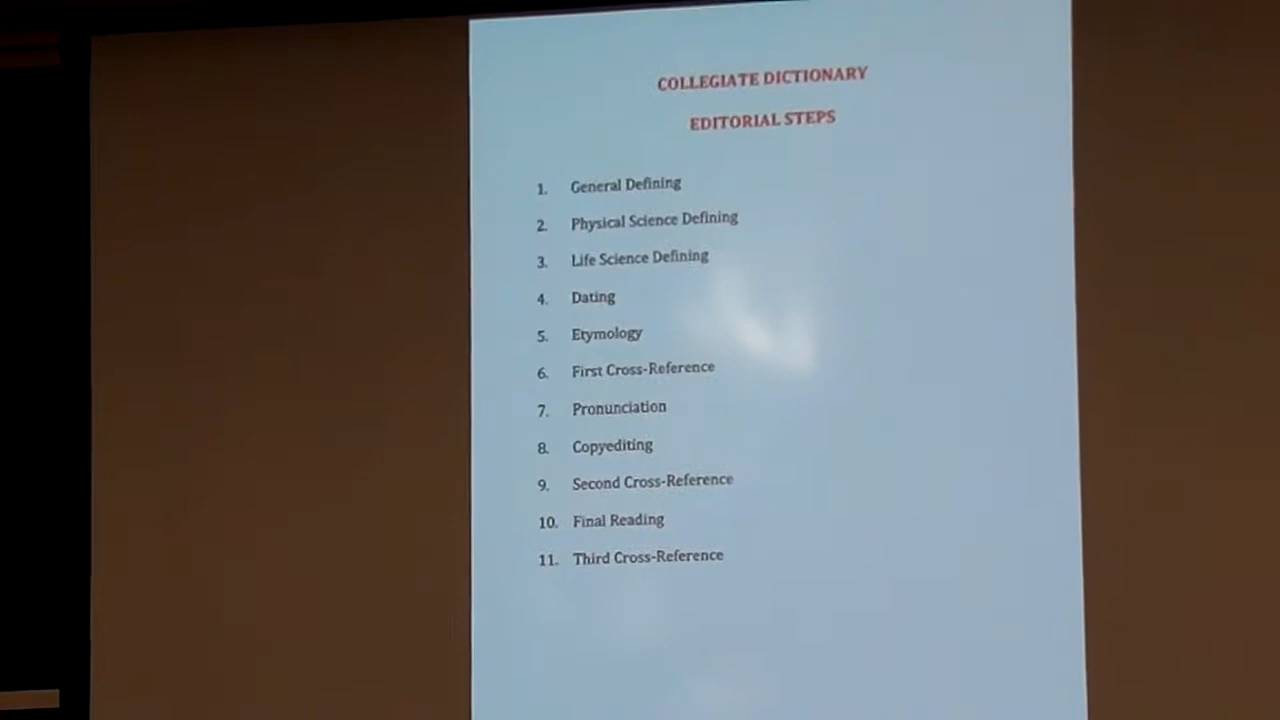 COLLEGIATE DICTIONARY
EDITORIAL STEPS
1. General Defining
2. Physical Science Defining
3. Life Science Defining
4. Dating
5. Etymology
6. First Cross-Reference
7. Pronunciation
8. Copyediting
9. Second Cross-Reference
10. Final Reading
11. Third Cross-Reference